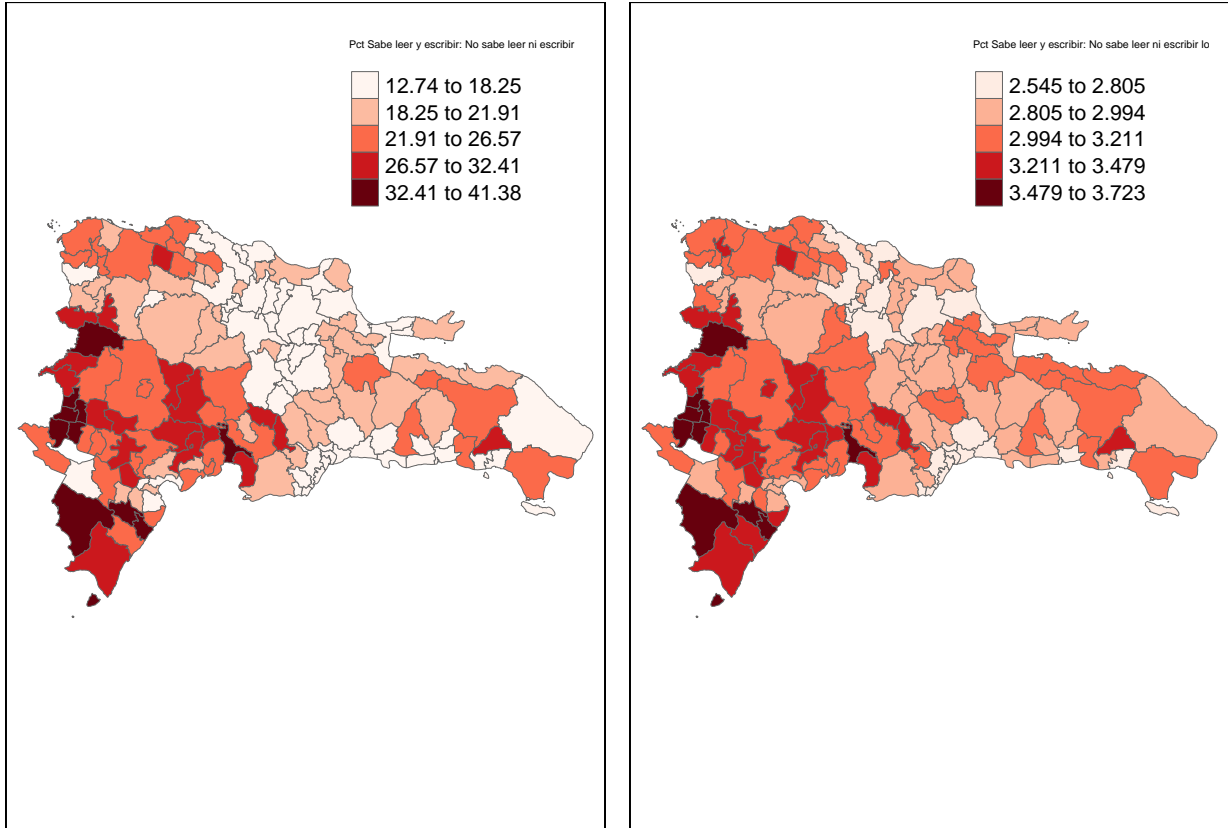 Pct Sabe leer y escribir: No sabe leer ni escribir
12.74 to 18.25
18.25 to 21.91
21.91 to 26.57
26.57 to 32.41
32.41 to 41.38
Pct Sabe leer y escribir: No sabe leer ni escribir lo
2.545 to 2.805
2.805 to 2.994
2.994 to 3.211
3.211 to 3.479
3.479 to 3.723